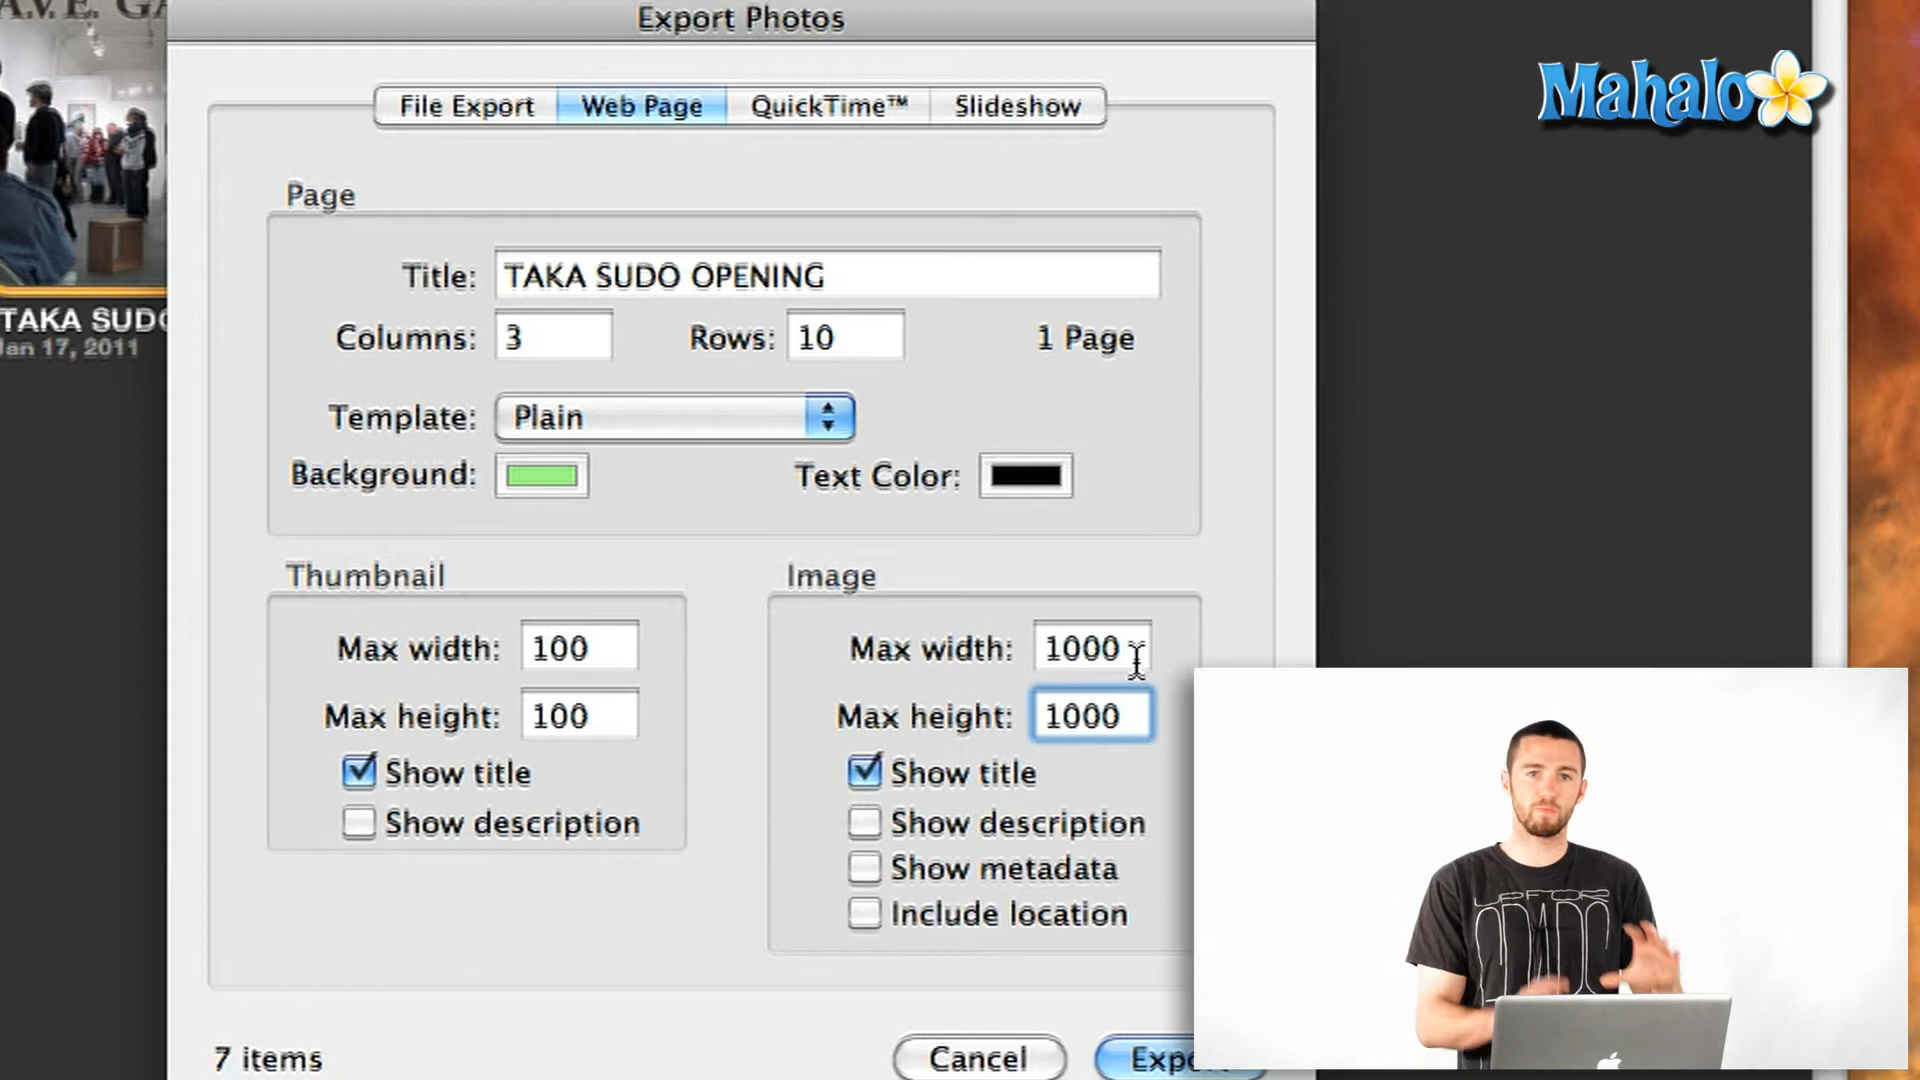 A.V.E. GA
Export Photos
Mahalo
File Export Web Page QuickTime™ Slideshow
Page
Title: TAKA SUDO OPENING
TAKA SUDO
Jan 17, 2011
Columns: 3 Rows: 10 1 Page
Template: Plain
Background: Text Color:
Thumbnail
Max width: 100
Max height: 100
Show title
Show description
Image
Max width: 1000
Max height: 1000
Show title
Show description
Show metadata
Include location
7 items
Cancel Expo